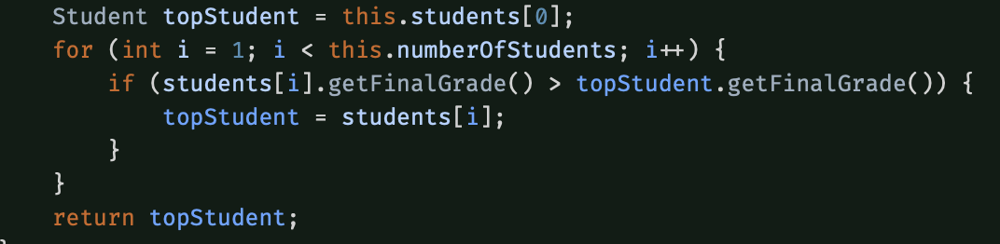 Student topStudent = this.students[0];
for (int i = 1; i < this.numberOfStudents; i++) {
if (students[i].getFinalGrade() > topStudent.getFinalGrade()) {
topStudent = students[i];
}
}
return topStudent;
}